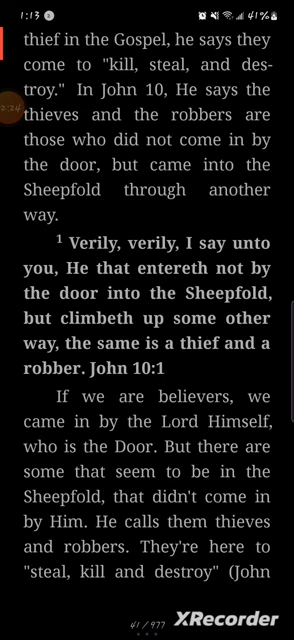 1:13
41%
thief in the Gospel, he says they
come to "kill, steal, and des-
troy." In John 10, He says the
2:24
thieves and the robbers are
those who did not come in by
the door, but came into the
Sheepfold through another
way.
1 Verily, verily, I say unto
you, He that entereth not by
the door into the Sheepfold,
but climbeth up some other
way, the same is a thief and a
robber. John 10:1
If we are believers, we
came in by the Lord Himself,
who is the Door. But there are
some that seem to be in the
Sheepfold, that didn't come in
by Him. He calls them thieves
and robbers. They're here to
"steal, kill and destroy" (John
41 / 977
XRecorder